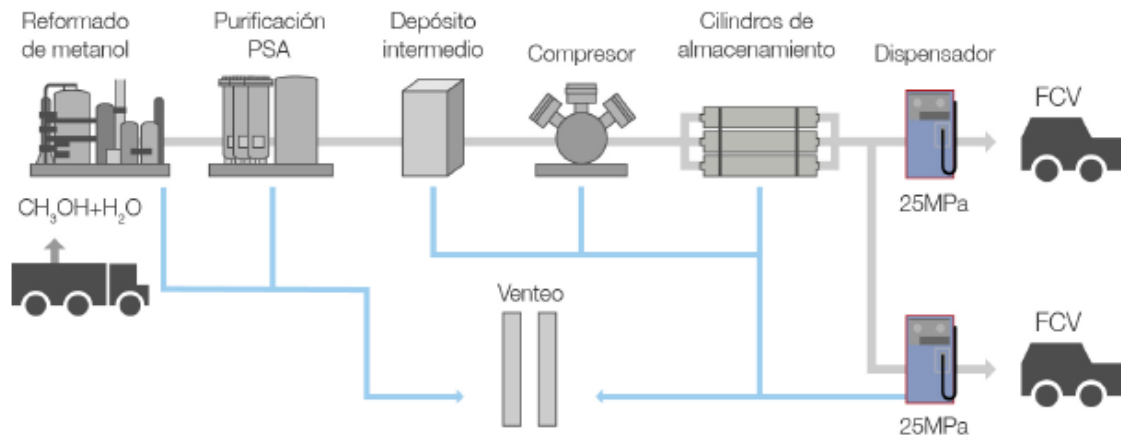 Reformado
de metanol
Purificación
PSA
Depósito
intermedio
Compresor
Cilindros de
almacenamiento
Dispensador
FCV
25MPa
CH₃OH+H₂O
Venteo
FCV
25MPa